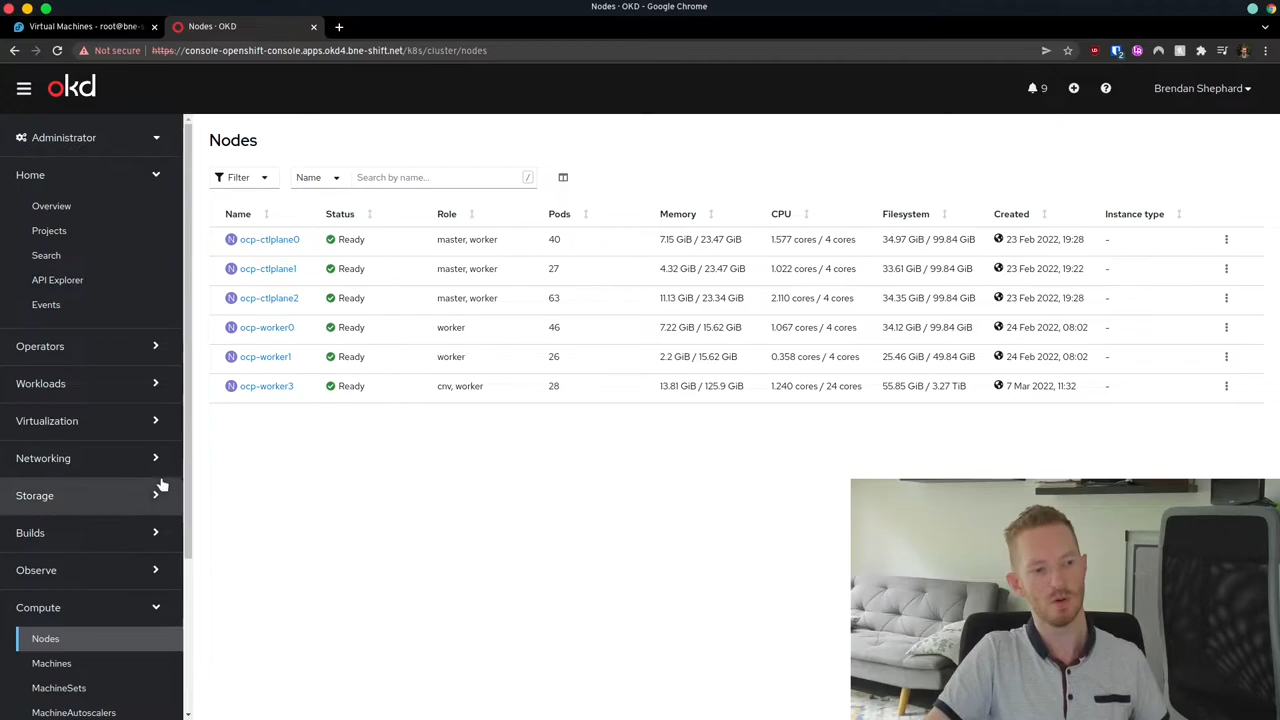 Nodes · OKD - Google Chrome
Virtual Machines - root@bne-s
Nodes · OKD
Not secure
https://console-openshift-console.apps.okd4.bne-shift.net/k8s/cluster/nodes
okd
9
Brendan Shephard
Administrator
Home
Overview
Projects
Search
API Explorer
Events
Operators
Workloads
Virtualization
Networking
Storage
Builds
Observe
Compute
Nodes
Machines
MachineSets
MachineAutoscalers
Nodes
Filter
Name
Search by name...
/
Name Status Role Pods Memory CPU Filesystem Created Instance type
N ocp-ctlplane0 Ready master, worker 40 7.15 GiB / 23.47 GiB 1.577 cores / 4 cores 34.97 GiB / 99.84 GiB 23 Feb 2022, 19:28 -
N ocp-ctlplane1 Ready master, worker 27 4.32 GiB / 23.47 GiB 1.022 cores / 4 cores 33.61 GiB / 99.84 GiB 23 Feb 2022, 19:22 -
N ocp-ctlplane2 Ready master, worker 63 11.13 GiB / 23.34 GiB 2.110 cores / 4 cores 34.35 GiB / 99.84 GiB 23 Feb 2022, 19:28 -
N ocp-worker0 Ready worker 46 7.22 GiB / 15.62 GiB 1.067 cores / 4 cores 34.12 GiB / 99.84 GiB 24 Feb 2022, 08:02 -
N ocp-worker1 Ready worker 26 2.2 GiB / 15.62 GiB 0.358 cores / 4 cores 25.46 GiB / 49.84 GiB 24 Feb 2022, 08:02 -
N ocp-worker3 Ready cnv, worker 28 13.81 GiB / 125.9 GiB 1.240 cores / 24 cores 55.85 GiB / 3.27 TiB 7 Mar 2022, 11:32 -